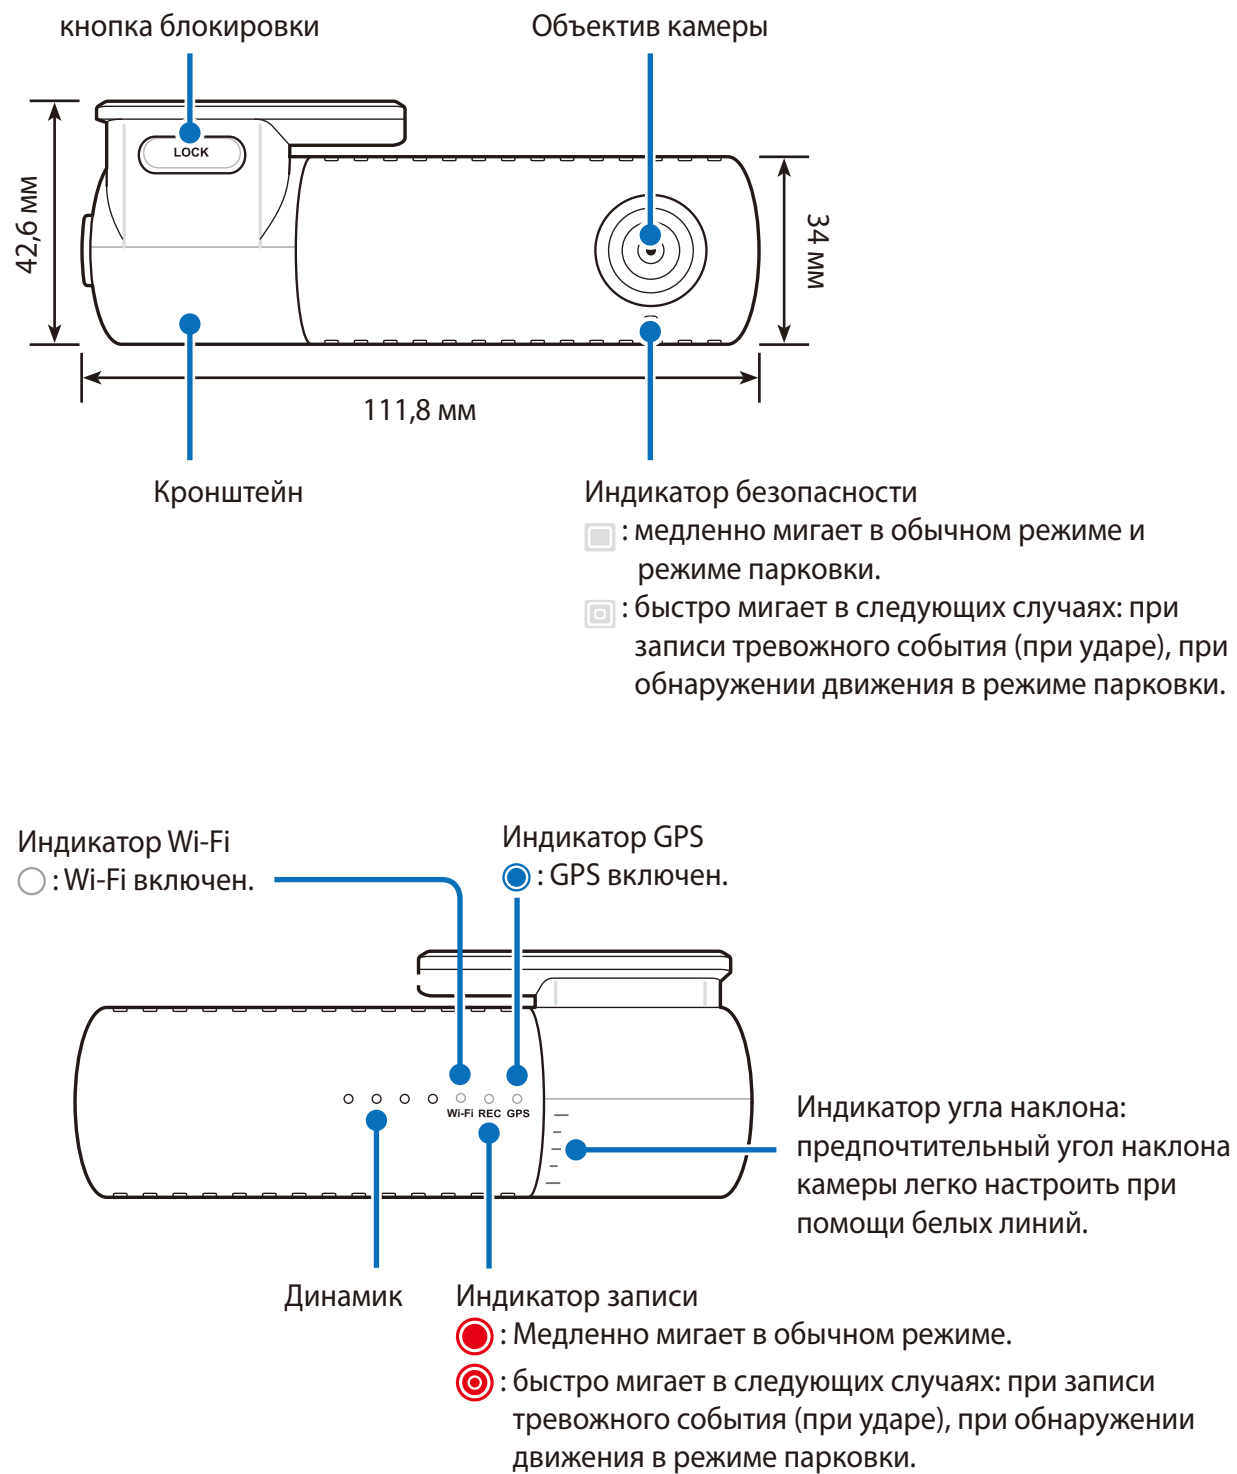 кнопка блокировки
Объектив камеры
LOCK
42,6 мм
34 мм
111,8 мм
Кронштейн
Индикатор безопасности
: медленно мигает в обычном режиме и
режиме парковки.
: быстро мигает в следующих случаях: при
записи тревожного события (при ударе), при
обнаружении движения в режиме парковки.
Индикатор Wi-Fi
: Wi-Fi включен.
Индикатор GPS
: GPS включен.
Wi-Fi REC GPS
Индикатор угла наклона:
предпочтительный угол наклона
камеры легко настроить при
помощи белых линий.
Динамик
Индикатор записи
: Медленно мигает в обычном режиме.
: быстро мигает в следующих случаях: при записи
тревожного события (при ударе), при обнаружении
движения в режиме парковки.